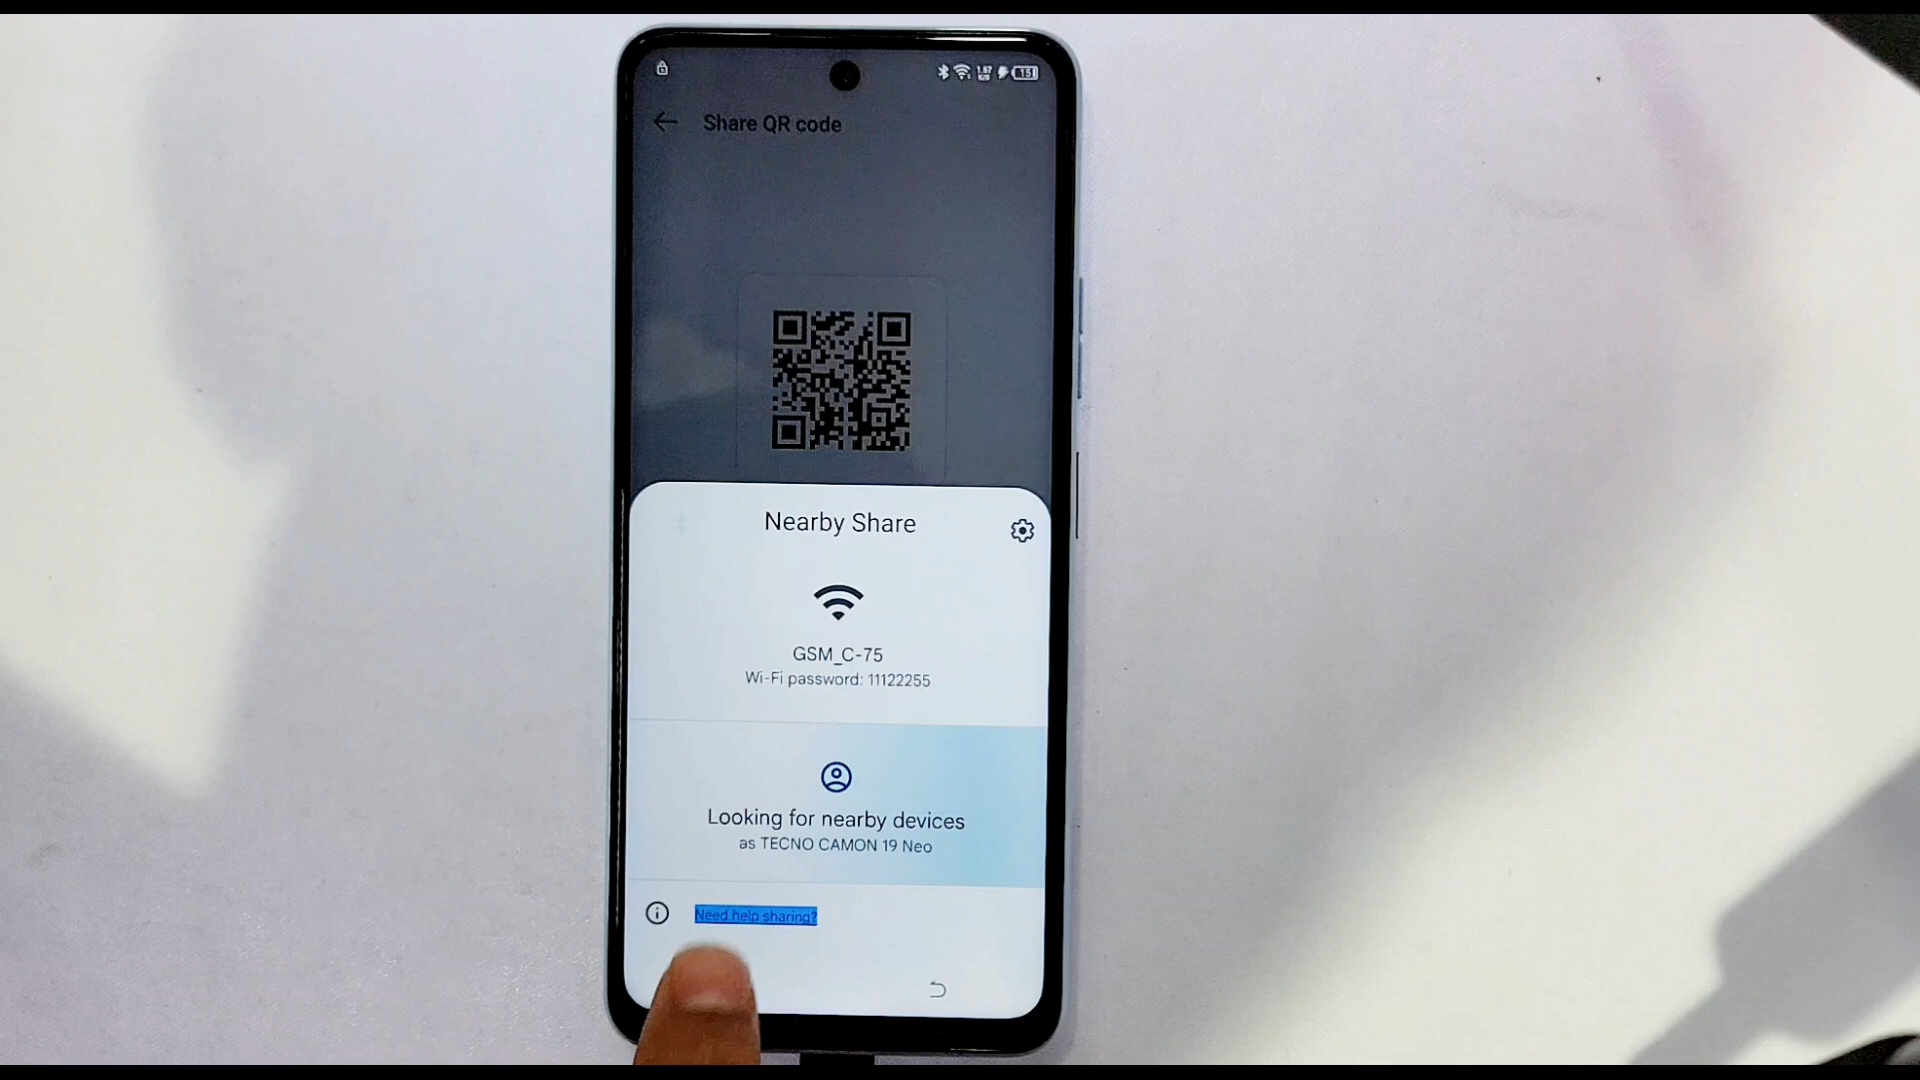 15
Share QR code
Nearby Share
GSM_C-75
Wi-Fi password: 11122255
Looking for nearby devices
as TECNO CAMON 19 Neo
Need help sharing?